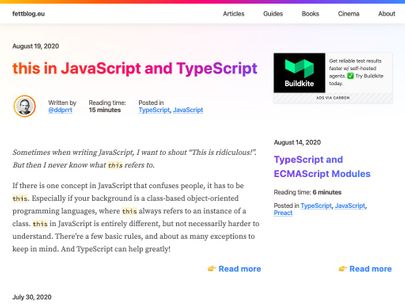 fettblog.eu
Articles Guides Books Cinema About
August 19, 2020
this in JavaScript and TypeScript
Written by
@ddprrt
Reading time:
15 minutes
Posted in
TypeScript, JavaScript
Buildkite
Get reliable test results
faster w/ self-hosted
agents. ✅ Try Buildkite
today.
ADS VIA CARBON
Sometimes when writing JavaScript, I want to shout “This is ridiculous!”.
But then I never know what this refers to.
If there is one concept in JavaScript that confuses people, it has to be
this. Especially if your background is a class-based object-oriented
programming languages, where this always refers to an instance of a
class. this in JavaScript is entirely different, but not necessarily harder to
understand. There’s a few basic rules, and about as many exceptions to
keep in mind. And TypeScript can help greatly!
👉 Read more
August 14, 2020
TypeScript and
ECMAScript Modules
Reading time: 6 minutes
Posted in TypeScript, JavaScript,
Preact
👉 Read more
July 30, 2020